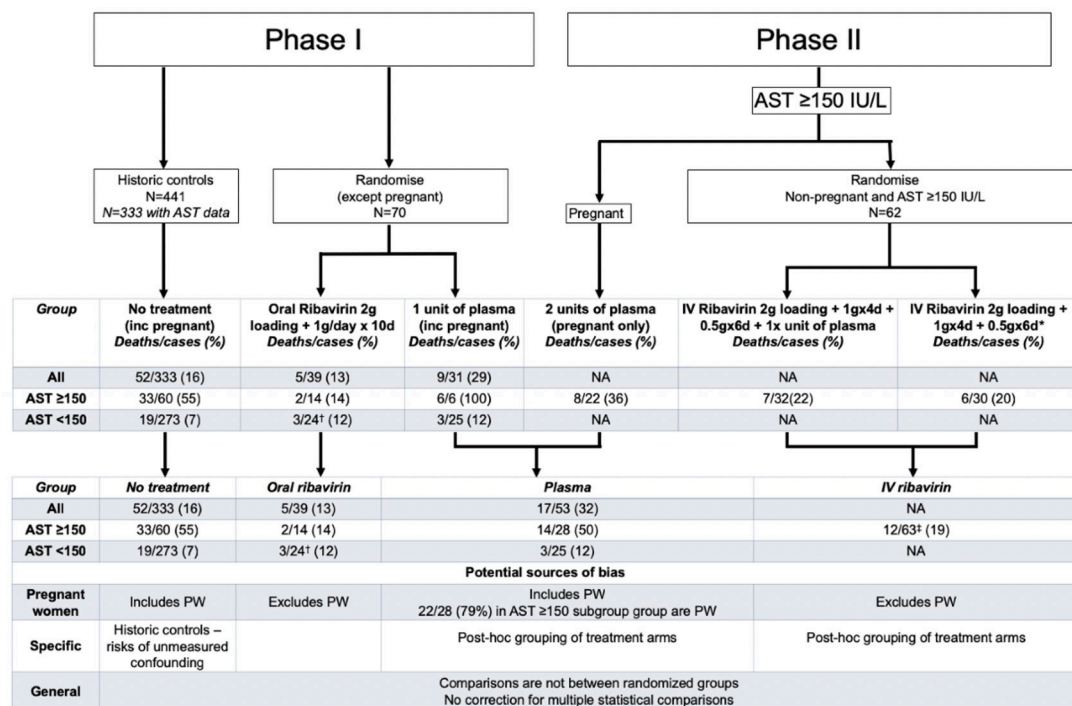 Phase I
Phase II
AST ≥150 IU/L
Historic controls
N=441
N=333 with AST data
Randomise
(except pregnant)
N=70
Pregnant
Randomise
Non-pregnant and AST ≥150 IU/L
N=62
Group
No treatment
(inc pregnant)
Deaths/cases (%)
Oral Ribavirin 2g
loading + 1g/day x 10d
Deaths/cases (%)
1 unit of plasma
(inc pregnant)
Deaths/cases (%)
2 units of plasma
(pregnant only)
Deaths/cases (%)
IV Ribavirin 2g loading + 1gx4d +
0.5gx6d + 1x unit of plasma
Deaths/cases (%)
IV Ribavirin 2g loading +
1gx4d + 0.5gx6d*
Deaths/cases (%)
All 52/333 (16) 5/39 (13) 9/31 (29) NA NA NA
AST ≥150 33/60 (55) 2/14 (14) 6/6 (100) 8/22 (36) 7/32(22) 6/30 (20)
AST <150 19/273 (7) 3/24† (12) 3/25 (12) NA NA NA
Group No treatment Oral ribavirin Plasma IV ribavirin
All 52/333 (16) 5/39 (13) 17/53 (32) NA
AST ≥150 33/60 (55) 2/14 (14) 14/28 (50) 12/63‡ (19)
AST <150 19/273 (7) 3/24† (12) 3/25 (12) NA
Potential sources of bias
Pregnant
women
Includes PW
Excludes PW
Includes PW
22/28 (79%) in AST ≥150 subgroup group are PW
Excludes PW
Specific
Historic controls –
risks of unmeasured
confounding
Post-hoc grouping of treatment arms
Post-hoc grouping of treatment arms
General
Comparisons are not between randomized groups
No correction for multiple statistical comparisons